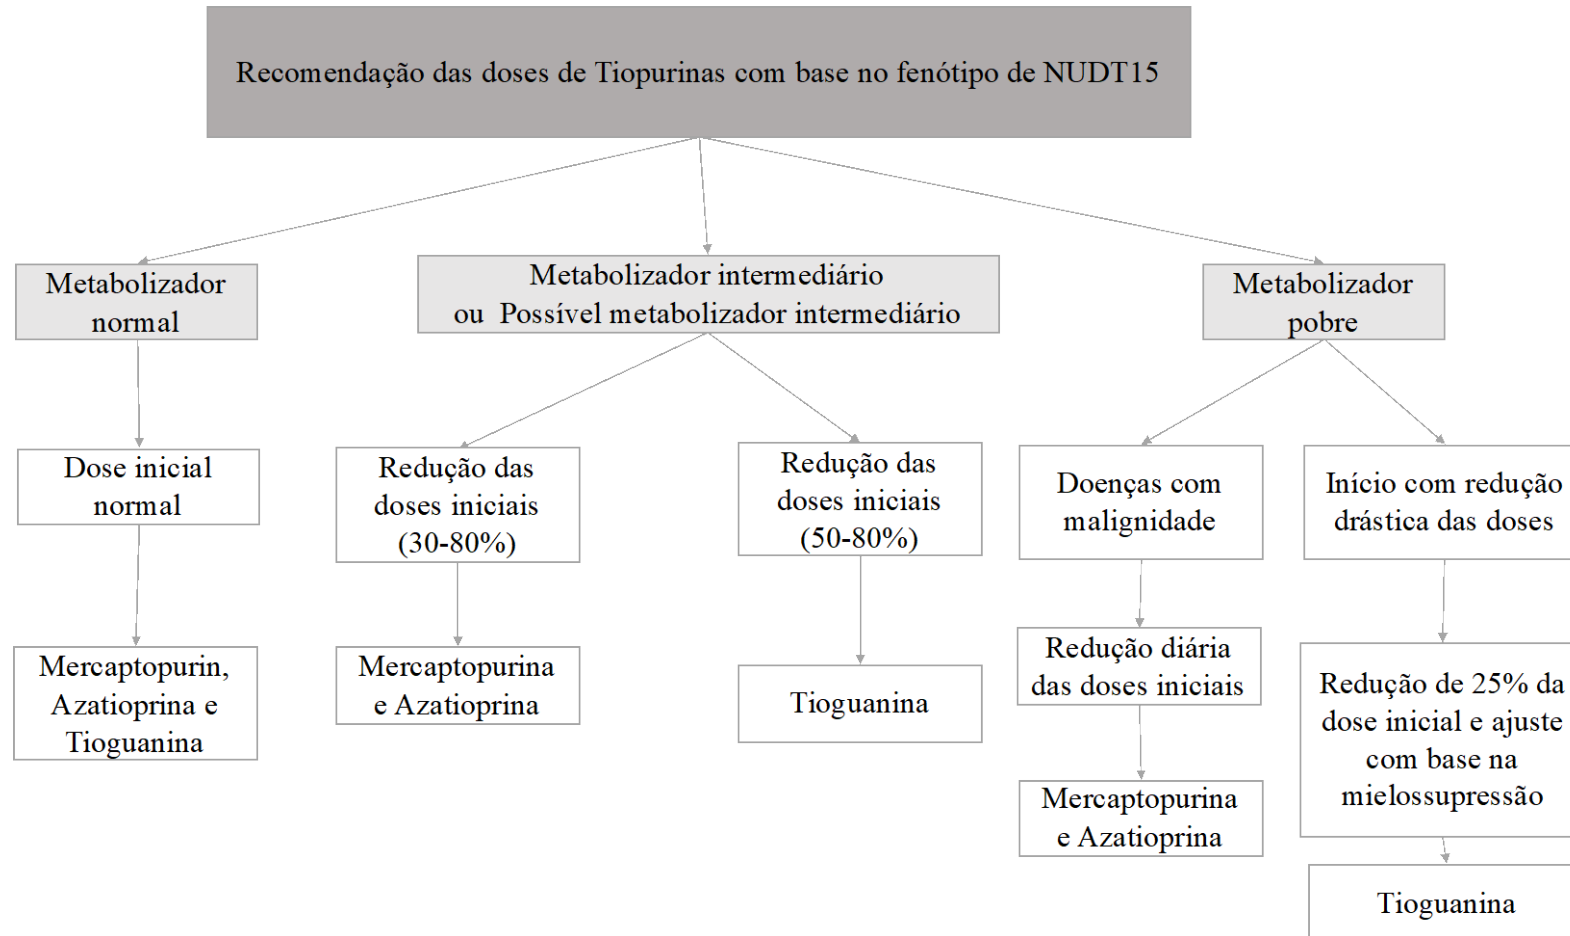 Recomendação das doses de Tiopurinas com base no fenótipo de NUDT15
Metabolizador
normal
Metabolizador intermediário
ou Possível metabolizador intermediário
Metabolizador
pobre
Dose inicial
normal
Redução das
doses iniciais
(30-80%)
Redução das
doses iniciais
(50-80%)
Doenças com
malignidade
Início com redução
drástica das doses
Mercaptopurin,
Azatioprina e
Tioguanina
Mercaptopurina
e Azatioprina
Tioguanina
Redução diária
das doses iniciais
Redução de 25% da
dose inicial e ajuste
com base na
mielossupressão
Mercaptopurina
e Azatioprina
Tioguanina